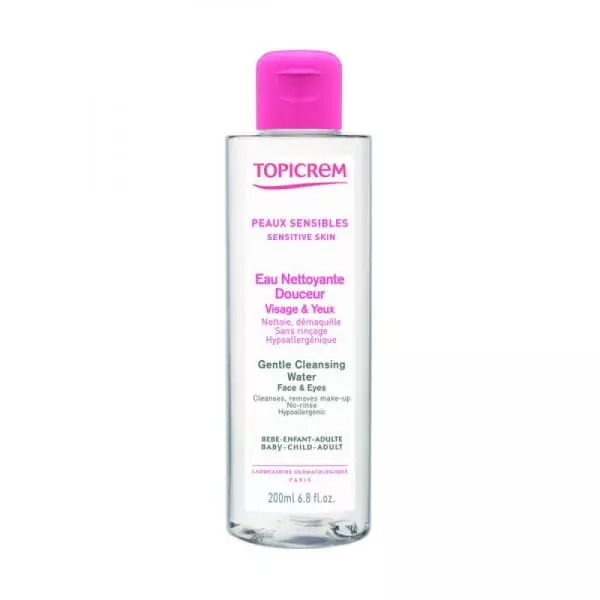 TOPICREM
PEAUX SENSIBLES
SENSITIVE SKIN
Eau Nettoyante
Douceur
Visage & Yeux
Nettoie, démaquille
Sans rinçage
Hypoallergénique
Gentle Cleansing
Water
Face & Eyes
Cleanses, removes make-up
No-rinse
Hypoallergenic
BEBE-ENFANT-ADULTE
BABY-CHILD-ADULT
LABORATOIRE DERMATOLOGIQUE
PARIS
200ml 6.8 fl.oz.